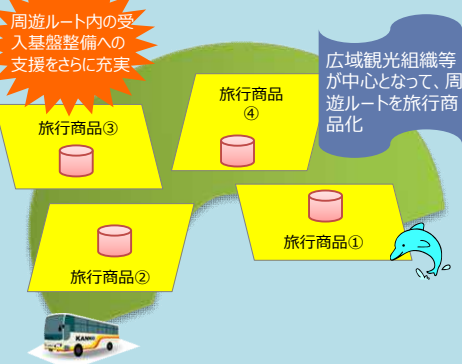 周遊ルート内の受
入基盤整備への
支援をさらに充実
広域観光組織等
が中心となって、周
遊ルートを旅行商
品化
旅行商品
④
旅行商品③
旅行商品①
旅行商品②
KANKO